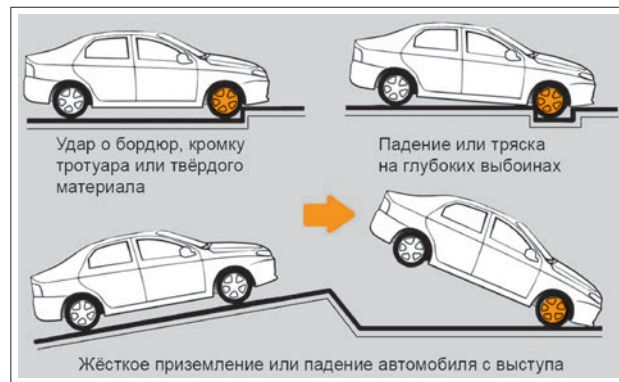 Удар о бордюр, кромку
тротуара или твёрдого
материала
Падение или тряска
на глубоких выбоинах
Жёсткое приземление или падение автомобиля с выступа